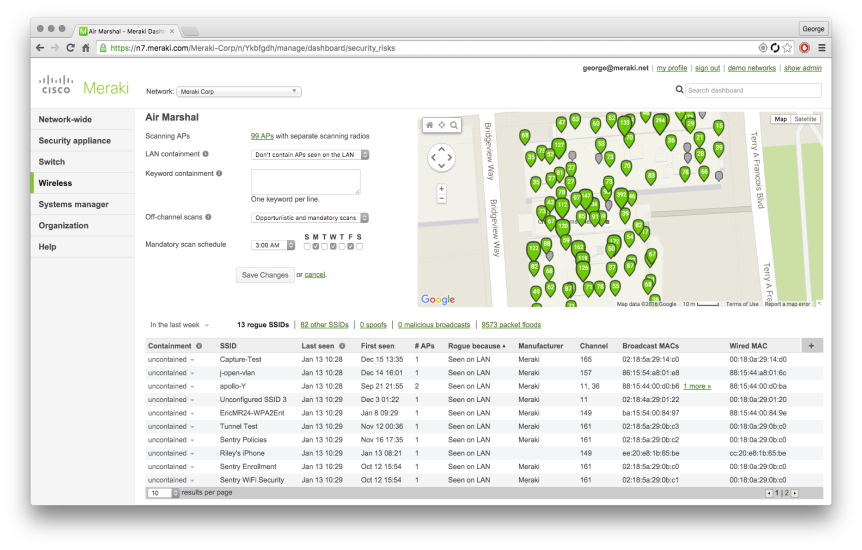 Air Marshal - Meraki Dashb
George
https://n7.meraki.com/Meraki-Corp/n/Ykbfgdh/manage/dashboard/security_risks
george@meraki.net | my profile | sign out | demo networks | show admin
CISCO Meraki
Network: Meraki Corp
Search dashboard
Network-wide
Security appliance
Switch
Wireless
Systems manager
Organization
Help
Air Marshal
Scanning APs 99 APs with separate scanning radios
LAN containment Don't contain APs seen on the LAN
Keyword containment
One keyword per line.
Off-channel scans Opportunistic and mandatory scans
S M T W T F S
Mandatory scan schedule 3:00 AM
Save Changes or cancel.
Map Satellite
Bridgeview Way
Bridgeview Way
Terry A Francois Blvd
Google
Map data ©2016 Google 10 m Terms of Use Report a map error
In the last week 13 rogue SSIDs | 82 other SSIDs | 0 spoofs | 0 malicious broadcasts | 9573 packet floods
Containment SSID Last seen First seen # APs Rogue because Manufacturer Channel Broadcast MACs Wired MAC +
uncontained Capture-Test Jan 13 10:28 Dec 15 13:35 1 Seen on LAN Meraki 165 02:18:5a:29:14:c0 00:18:0a:29:14:d0
uncontained j-open-vlan Jan 13 10:28 Dec 14 16:01 1 Seen on LAN Meraki 157 86:15:54:a8:01:e8 88:15:44:a8:01:6c
uncontained apollo-Y Jan 13 10:28 Sep 21 21:55 2 Seen on LAN Meraki 11, 36 88:15:44:00:d0:b6 1 more » 88:15:44:00:d0:ba
uncontained Unconfigured SSID 3 Jan 13 10:29 Dec 3 01:22 1 Seen on LAN Meraki 11 02:18:4a:29:01:22 00:18:0a:29:01:20
uncontained EricMR24-WPA2Ent Jan 13 10:29 Jan 8 09:29 1 Seen on LAN Meraki 149 ba:15:54:00:84:97 88:15:44:00:84:9e
uncontained Tunnel Test Jan 13 10:29 Nov 12 00:36 1 Seen on LAN Meraki 161 02:18:5a:29:0b:c3 00:18:0a:29:0b:c0
uncontained Sentry Policies Jan 13 10:29 Nov 16 17:35 1 Seen on LAN Meraki 161 02:18:5a:29:0b:c2 00:18:0a:29:0b:c0
uncontained Riley's iPhone Jan 13 10:29 Jan 13 08:21 1 Seen on LAN 149 ee:20:e8:1b:65:be cc:20:e8:1b:65:be
uncontained Sentry Enrollment Jan 13 10:29 Oct 12 15:54 1 Seen on LAN Meraki 161 02:18:5a:29:0b:c0 00:18:0a:29:0b:c0
uncontained Sentry WiFi Security Jan 13 10:29 Oct 12 15:54 1 Seen on LAN Meraki 161 02:18:5a:29:0b:c1 00:18:0a:29:0b:c0
10 results per page 1 | 2